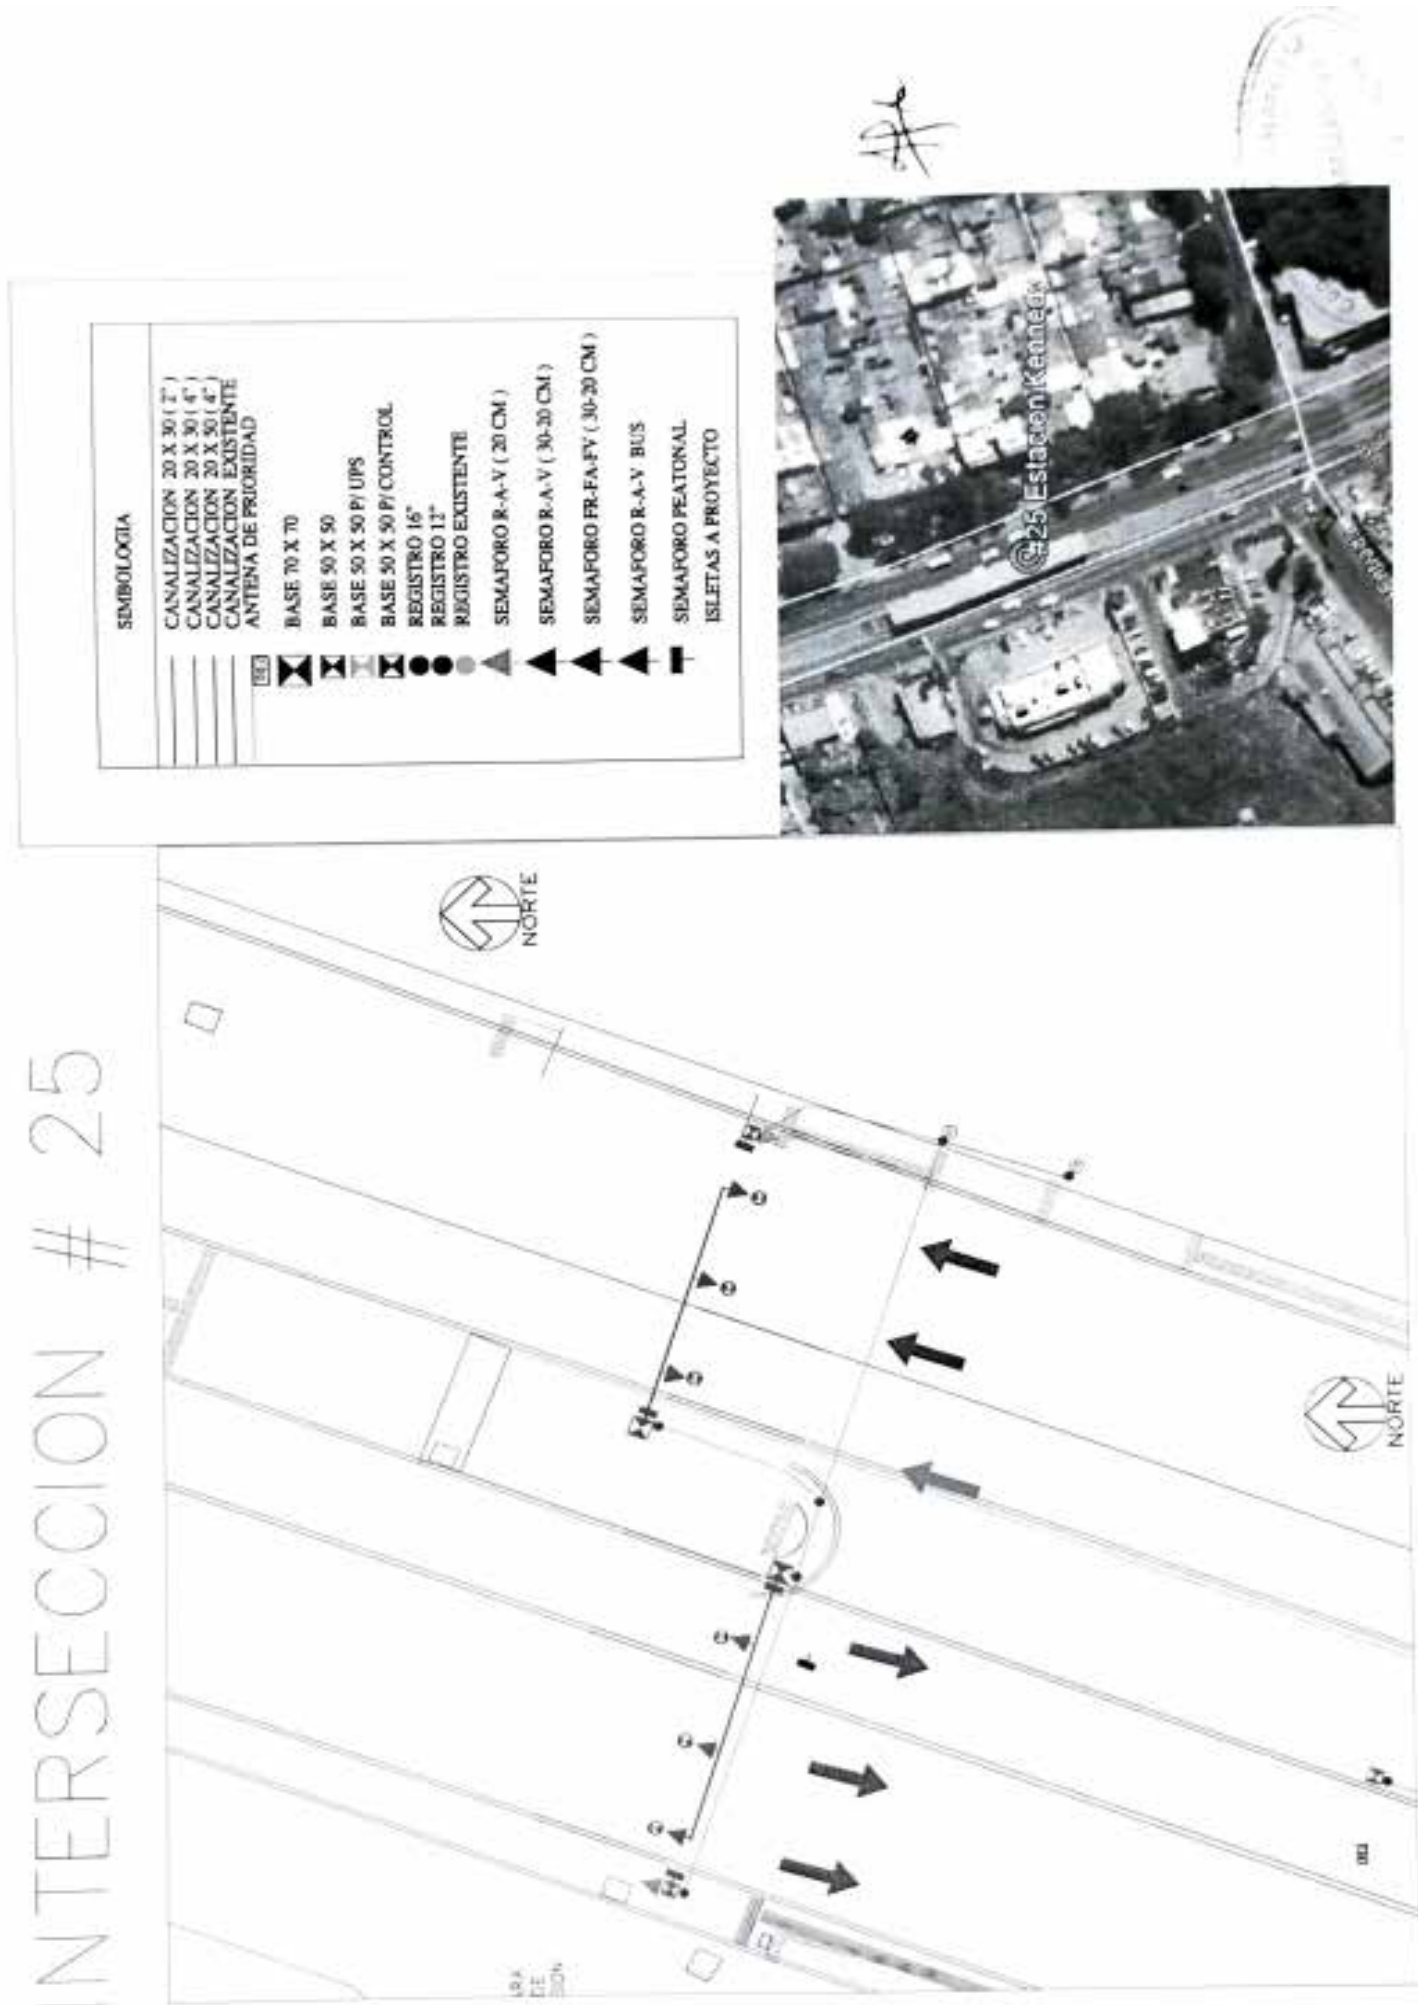 INTERSECCION # 25
SIMBOLOGIA
CANALIZACION 20 X 30 ( 2" )
CANALIZACION 20 X 30 ( 4" )
CANALIZACION 20 X 50 ( 4" )
CANALIZACION EXISTENTE
ANTENA DE PRIORIDAD
BASE 70 X 70
BASE 50 X 50
BASE 50 X 50 P/ UPS
BASE 50 X 50 P/ CONTROL
REGISTRO 16"
REGISTRO 12"
REGISTRO EXISTENTE
SEMAFORO R-A-V ( 20 CM )
SEMAFORO R-A-V ( 30-20 CM )
SEMAFORO FR-FA-FV ( 30-20 CM )
SEMAFORO R-A-V BUS
SEMAFORO PEATONAL
ISLETAS A PROYECTO
NORTE
NORTE
25 Estacion Kennedy